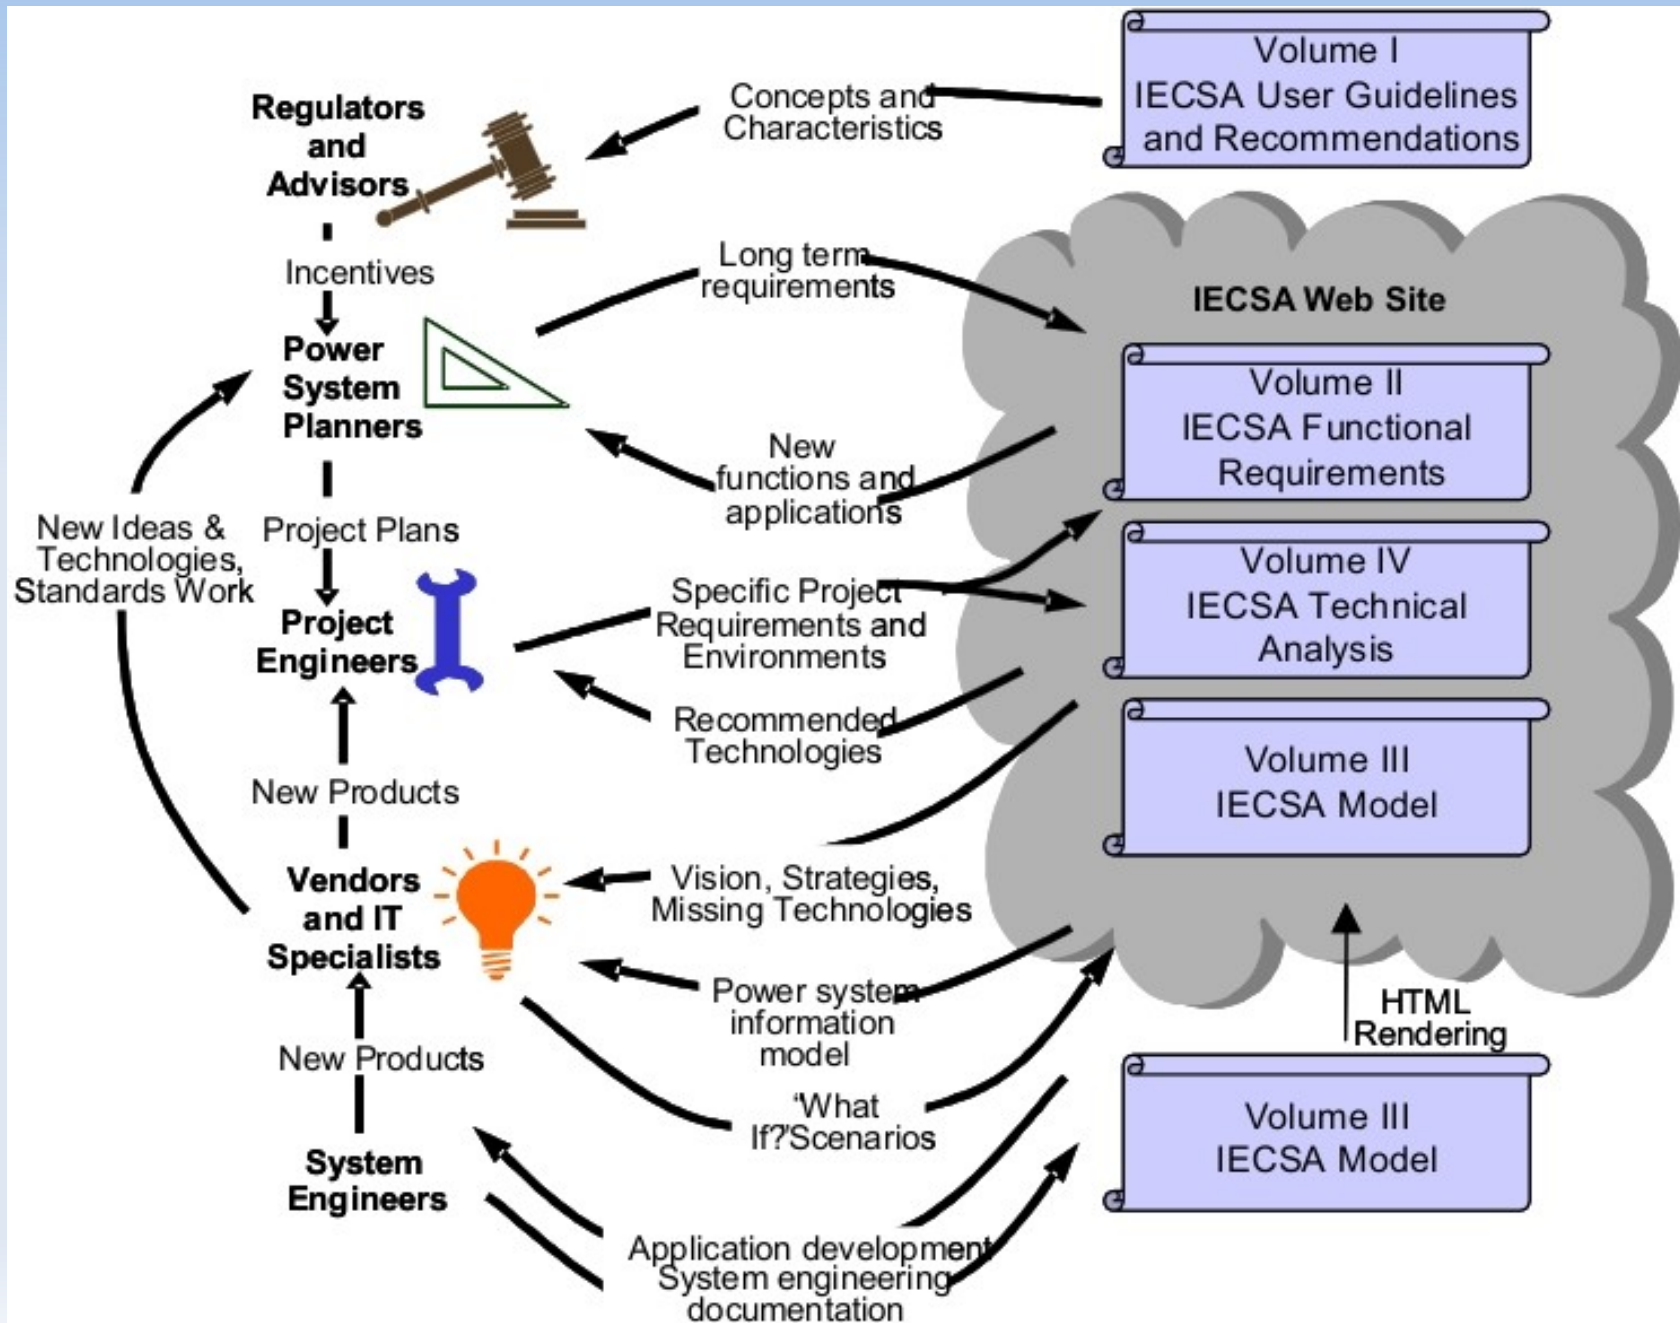 Volume I
IECSA User Guidelines
and Recommendations
Concepts and
Characteristics
Regulators
and
Advisors
Incentives
Long term
requirements
IECSA Web Site
Power
System
Planners
Volume II
IECSA Functional
Requirements
New
functions and
applications
New Ideas &
Technologies,
Standards Work
Project Plans
Specific Project
Requirements and
Environments
Volume IV
IECSA Technical
Analysis
Project
Engineers
Recommended
Technologies
Volume III
IECSA Model
New Products
Vendors
and IT
Specialists
Vision, Strategies,
Missing Technologies
Power system
information
model
HTML
Rendering
New Products
“What
If?”Scenarios
Volume III
IECSA Model
System
Engineers
Application development
System engineering
documentation